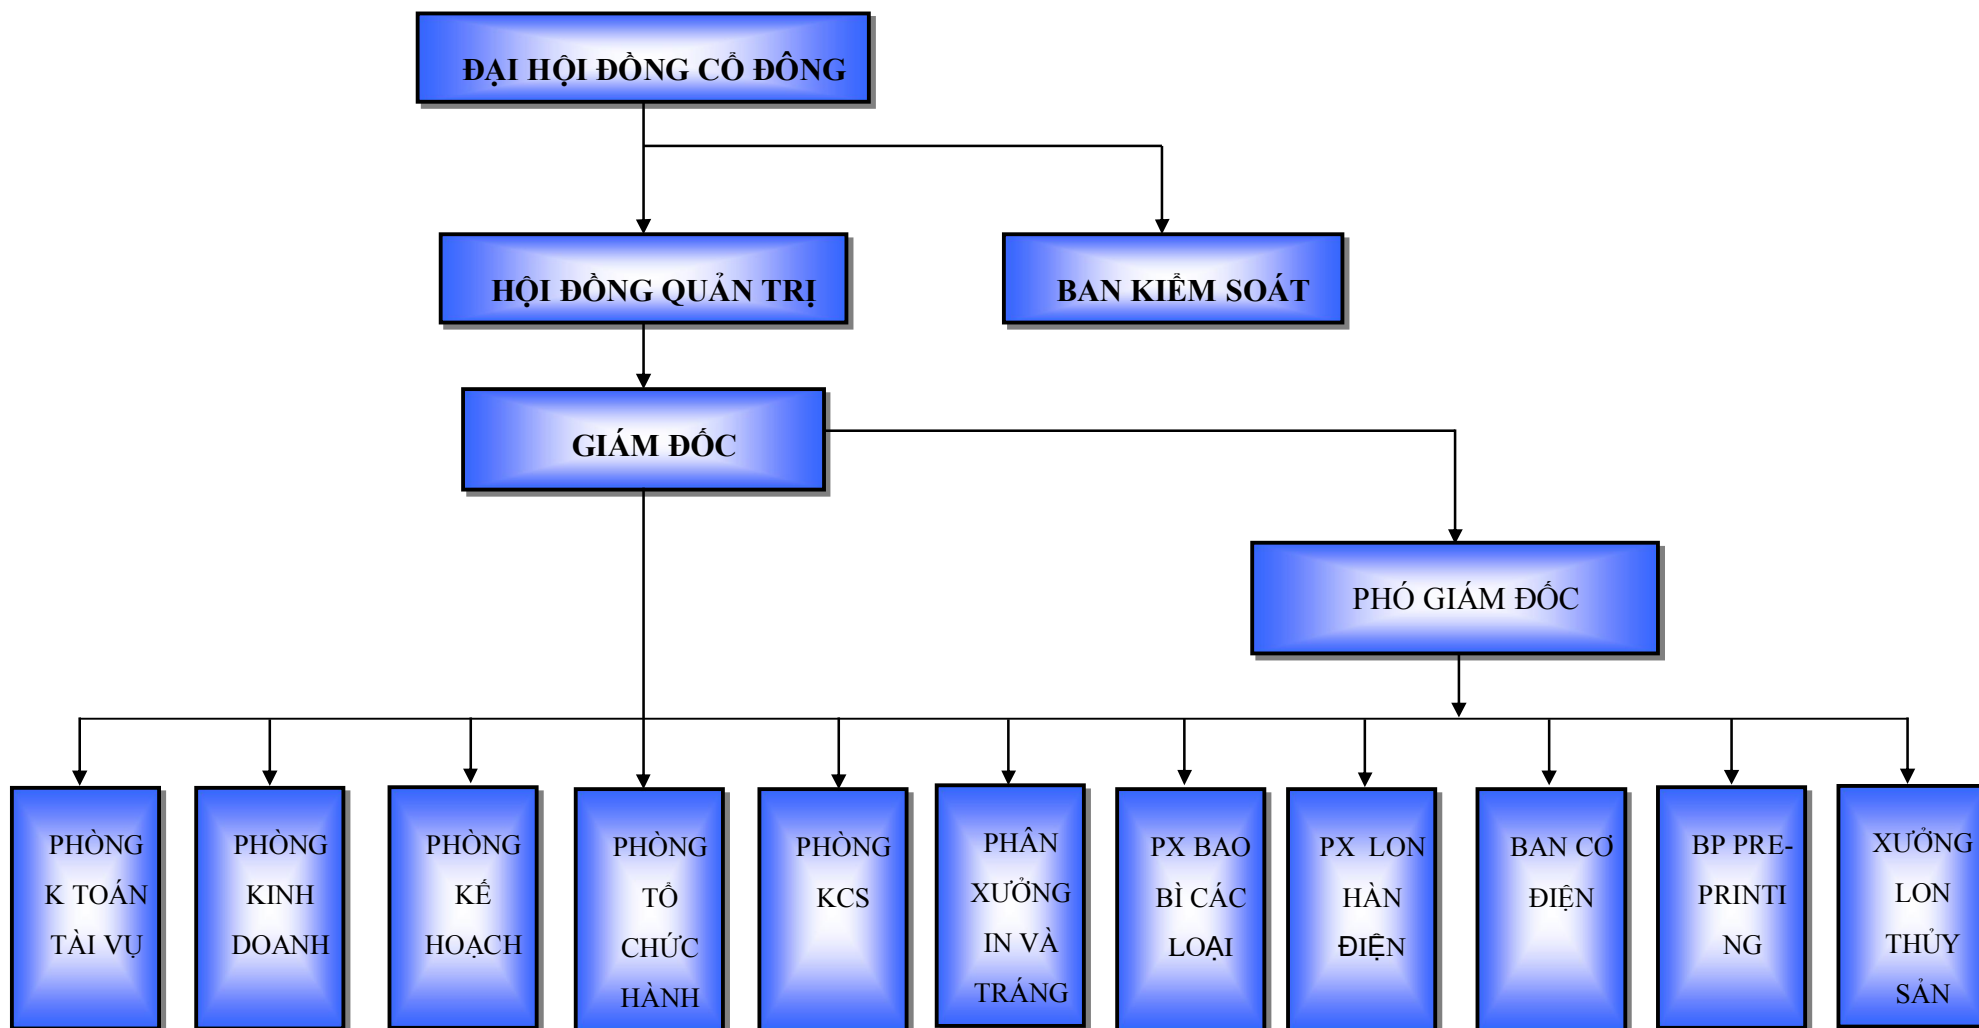 ĐẠI HỘI ĐỒNG CỔ ĐÔNG
HỘI ĐỒNG QUẢN TRỊ
BAN KIỂM SOÁT
GIÁM ĐỐC
PHÓ GIÁM ĐỐC
PHÒNG
K TOÁN
TÀI VỤ
PHÒNG
KINH
DOANH
PHÒNG
KẾ
HOẠCH
PHÒNG
TỔ
CHỨC
HÀNH
PHÒNG
KCS
PHÂN
XƯỞNG
IN VÀ
TRÁNG
PX BAO
BÌ CÁC
LOẠI
PX LON
HÀN
ĐIỆN
BAN CƠ
ĐIỆN
BP PRE-
PRINTI
NG
XƯỞNG
LON
THỦY
SẢN